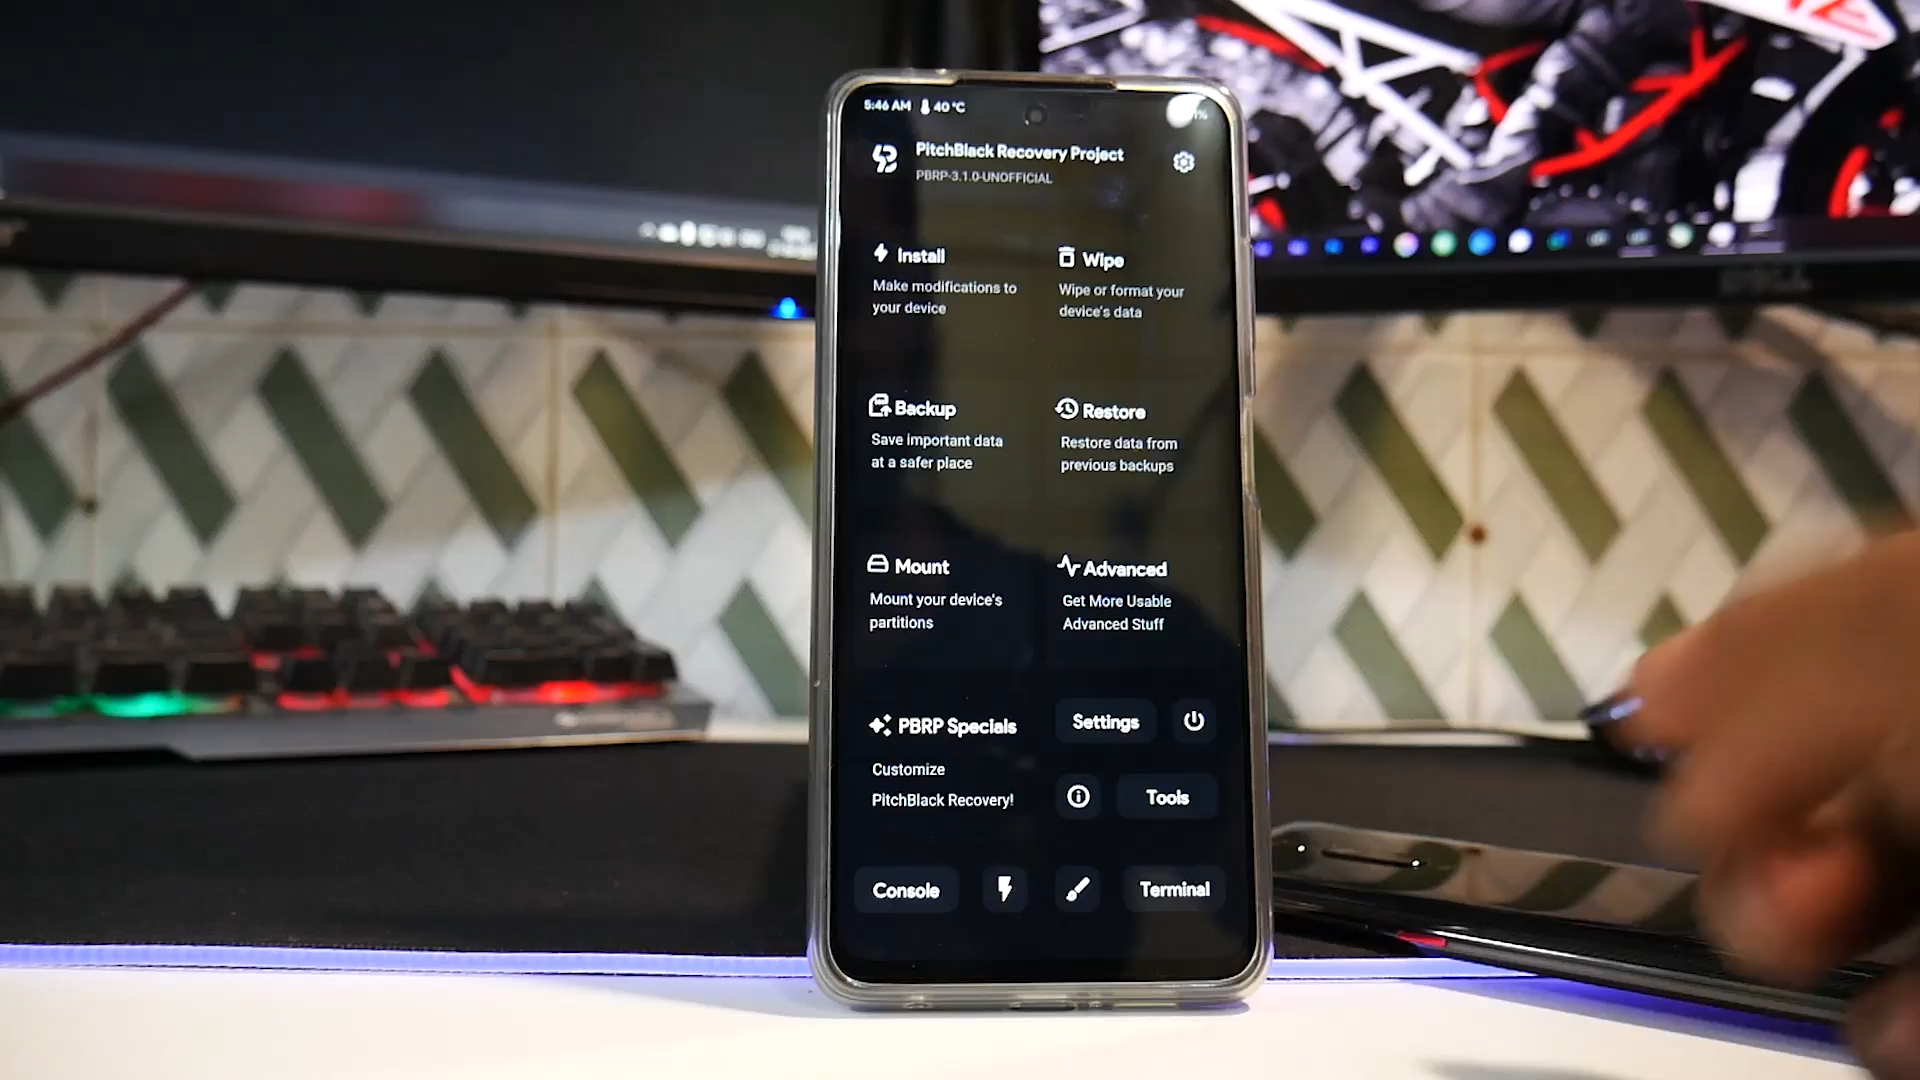 5:46 AM 40 °C
PitchBlack Recovery Project
PBRP-3.1.0-UNOFFICIAL
Install
Make modifications to
your device
Wipe
Wipe or format your
device's data
Backup
Save important data
at a safer place
Restore
Restore data from
previous backups
Mount
Mount your device's
partitions
Advanced
Get More Usable
Advanced Stuff
PBRP Specials
Customize
PitchBlack Recovery!
Settings
Tools
Console
Terminal
DELL